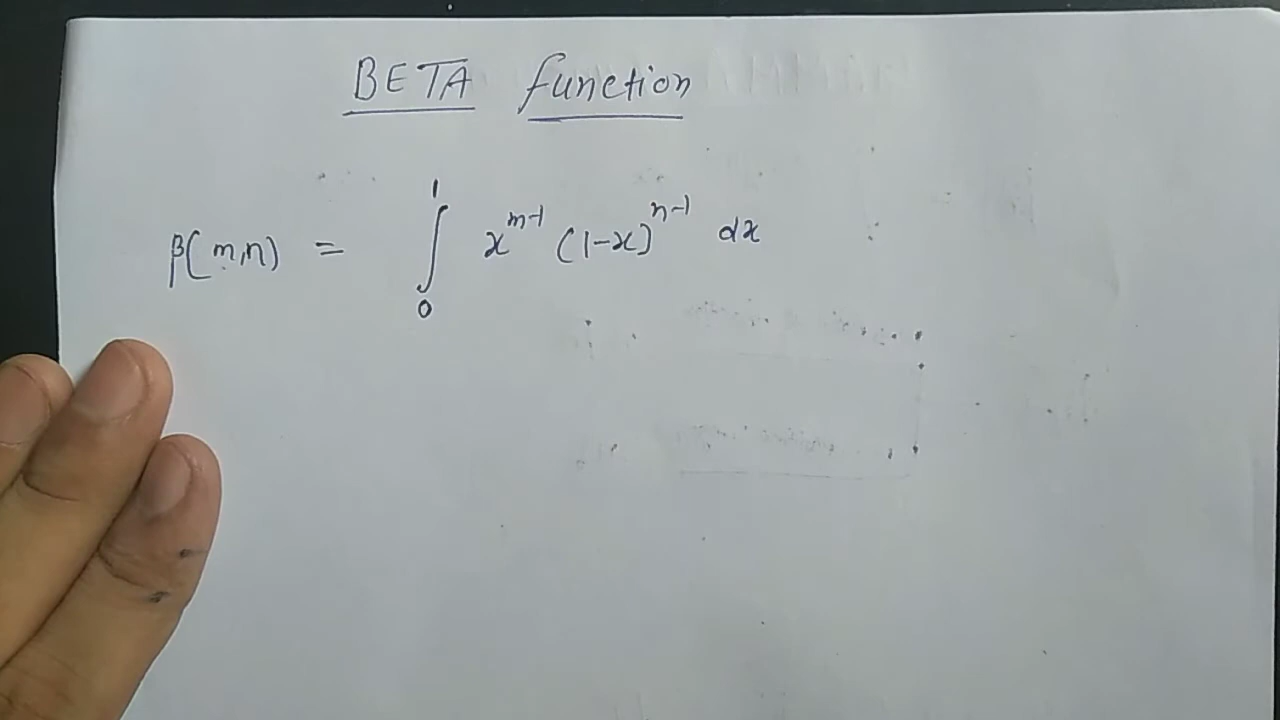 BETA function
β(m,n) = ∫₀¹ x^{m-1} (1-x)^{n-1} dx